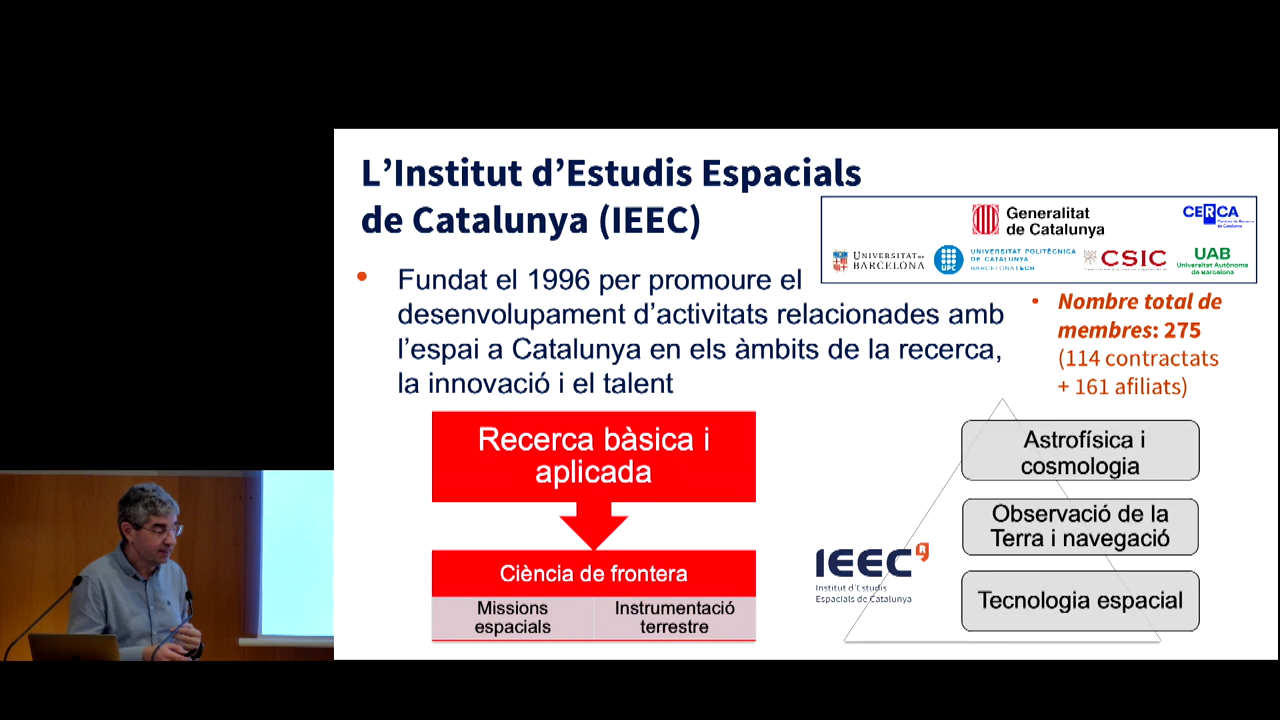 L'Institut d'Estudis Espacials
de Catalunya (IEEC)
Generalitat
de Catalunya
CERCA
UNIVERSITAT DE
BARCELONA
UPC
UNIVERSITAT POLITÈCNICA
DE CATALUNYA
BARCELONATECH
CSIC
UAB
Universitat Autònoma
de Barcelona
• Fundat el 1996 per promoure el
desenvolupament d'activitats relacionades amb
l'espai a Catalunya en els àmbits de la recerca,
la innovació i el talent
• Nombre total de
membres: 275
(114 contractats
+ 161 afiliats)
Recerca bàsica i
aplicada
Ciència de frontera
Missions
espacials
Instrumentació
terrestre
IEEC R
Institut d'Estudis
Espacials de Catalunya
Astrofísica i
cosmologia
Observació de la
Terra i navegació
Tecnologia espacial